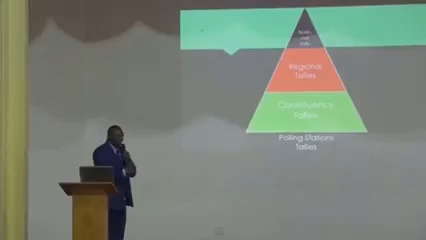 Regional
Tallies
Constituency
Tallies
Polling Stations
Tallies